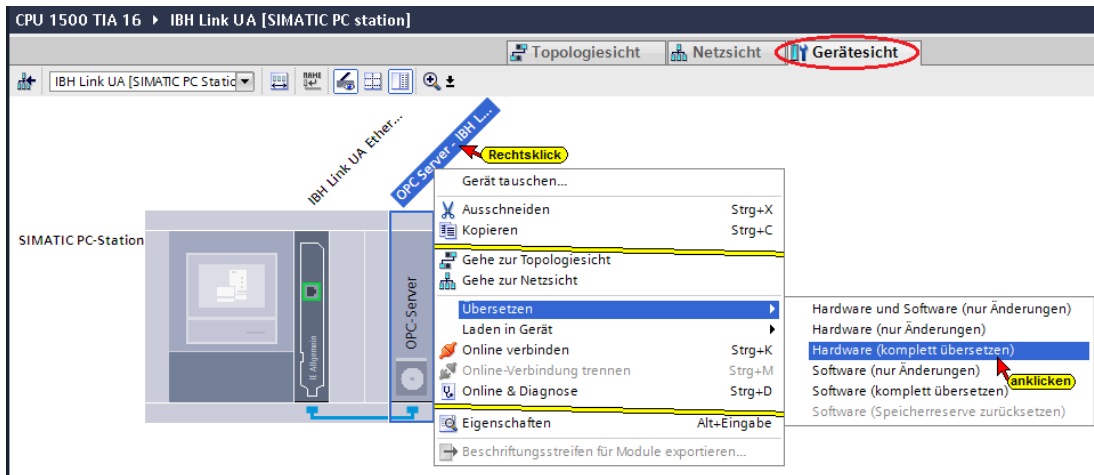 CPU 1500 TIA 16 ▸ IBH Link UA [SIMATIC PC station]
Topologiesicht Netzsicht Gerätesicht
IBH Link UA [SIMATIC PC Static
IBH Link UA Ether...
OPC Server - IBH L...
Rechtsklick
Gerät tauschen...
Ausschneiden Strg+X
Kopieren Strg+C
SIMATIC PC-Station
Gehe zur Topologiesicht
Gehe zur Netzsicht
IE Allgemein
OPC-Server
Übersetzen
Laden in Gerät
Online verbinden Strg+K
Online-Verbindung trennen Strg+M
Online & Diagnose Strg+D
Eigenschaften Alt+Eingabe
Beschriftungsstreifen für Module exportieren...
Hardware und Software (nur Änderungen)
Hardware (nur Änderungen)
Hardware (komplett übersetzen)
Software (nur Änderungen)
anklicken
Software (komplett übersetzen)
Software (Speicherreserve zurücksetzen)